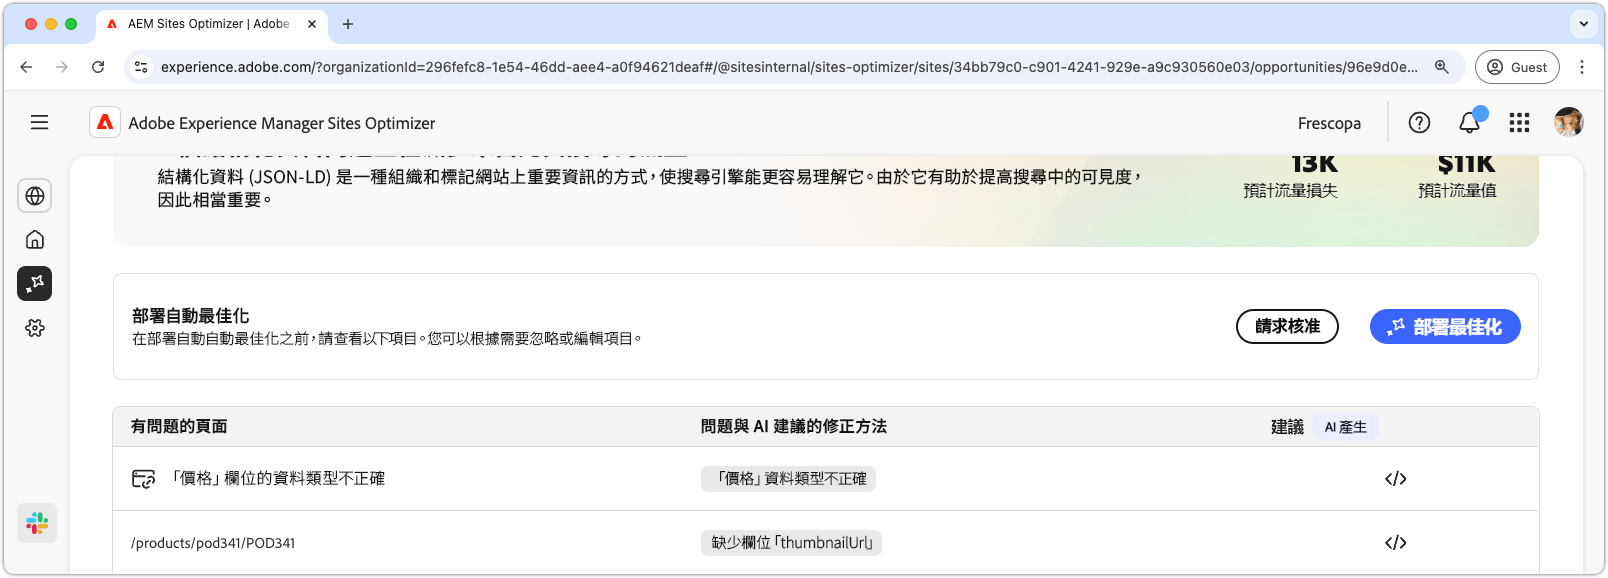 AEM Sites Optimizer | Adobe
experience.adobe.com/?organizationId=296fefc8-1e54-46dd-aee4-a0f94621deaf#/@sitesinternal/sites-optimizer/sites/34bb79c0-c901-4241-929e-a9c930560e03/opportunities/96e9d0e...
Guest
Adobe Experience Manager Sites Optimizer
Frescopa
結構化資料 (JSON-LD) 是一種組織和標記網站上重要資訊的方式，使搜尋引擎能更容易理解它。由於它有助於提高搜尋中的可見度，
因此相當重要。
13K
預計流量損失
$11K
預計流量值
部署自動最佳化
在部署自動自動最佳化之前，請查看以下項目。您可以根據需要忽略或編輯項目。
請求核准
部署最佳化
有問題的頁面
問題與 AI 建議的修正方法
建議
AI 產生
「價格」欄位的資料類型不正確
「價格」資料類型不正確
/products/pod341/POD341
缺少欄位「thumbnailUrl」